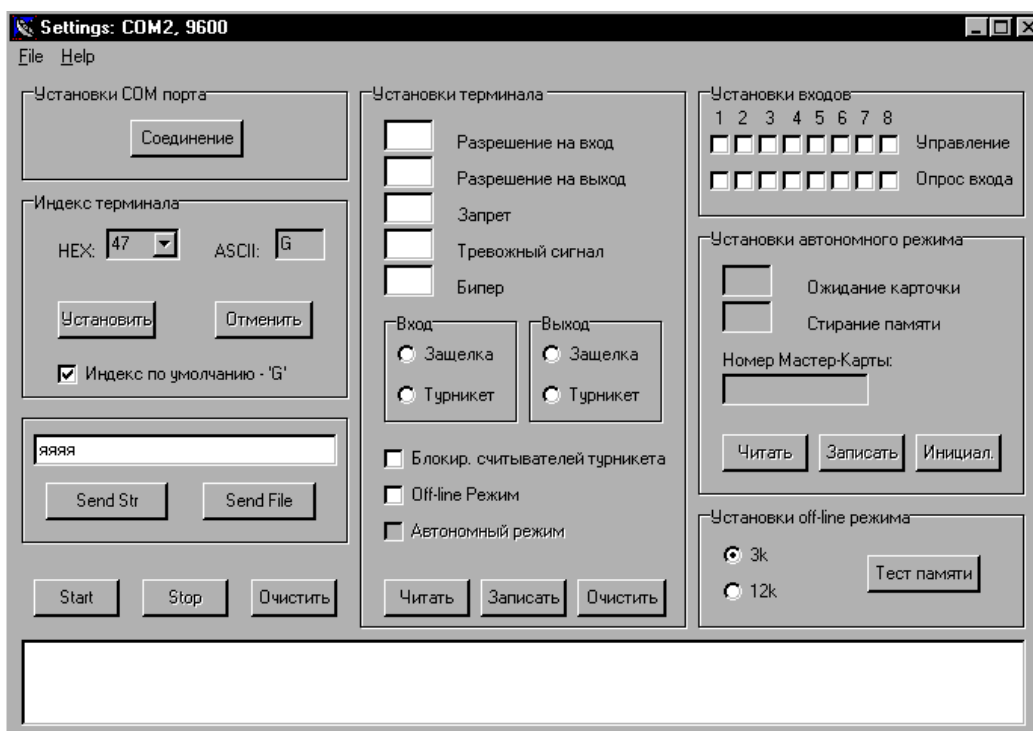 Settings: COM2, 9600
File Help
Установки COM порта
Соединение
Индекс терминала
HEX: 47 ASCII: G
Установить Отменить
Индекс по умолчанию - 'G'
яяяя
Send Str Send File
Start Stop Очистить
Установки терминала
Разрешение на вход
Разрешение на выход
Запрет
Тревожный сигнал
Бипер
Вход
Защелка
Турникет
Выход
Защелка
Турникет
Блокир. считывателей турникета
Off-line Режим
Автономный режим
Читать Записать Очистить
Установки входов
1 2 3 4 5 6 7 8
Управление
Опрос входа
Установки автономного режима
Ожидание карточки
Стирание памяти
Номер Мастер-Карты:
Читать Записать Инициал.
Установки off-line режима
3k
12k
Тест памяти